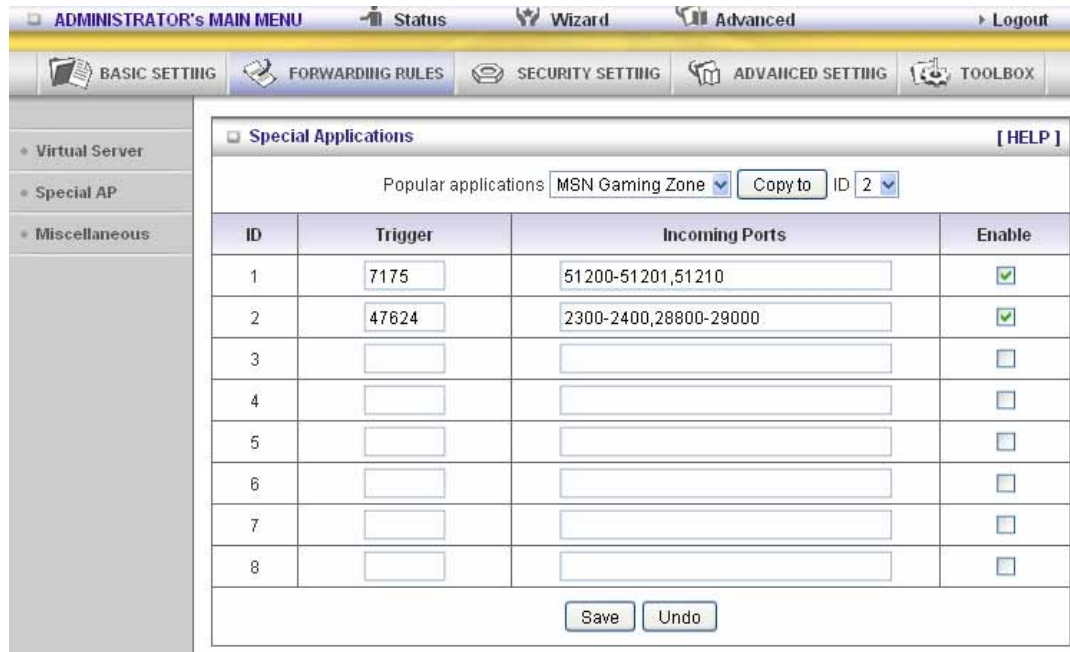 ADMINISTRATOR's MAIN MENU Status Wizard Advanced Logout
BASIC SETTING FORWARDING RULES SECURITY SETTING ADVANCED SETTING TOOLBOX
Virtual Server
Special AP
Miscellaneous
Special Applications [ HELP ]
Popular applications MSN Gaming Zone Copy to ID 2
ID Trigger Incoming Ports Enable
1 7175 51200-51201,51210
2 47624 2300-2400,28800-29000
3
4
5
6
7
8
Save Undo